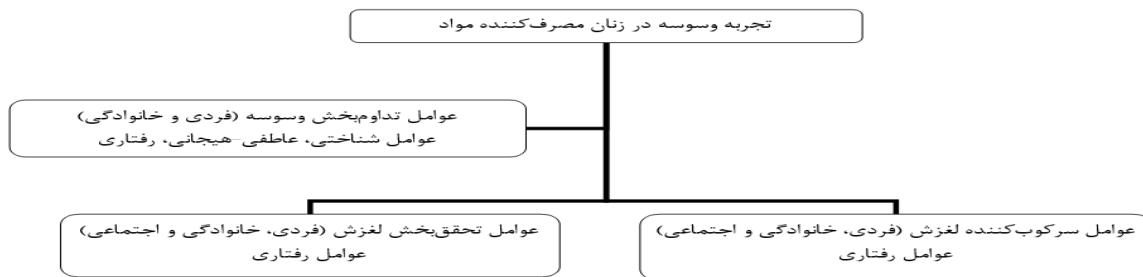 تجربه وسوسه در زنان مصرف‌کننده مواد
عوامل تداوم‌بخش وسوسه (فردی و خانوادگی)
عوامل شناختی، عاطفی-هیجانی، رفتاری
عوامل سرکوب‌کننده لغزش (فردی، خانوادگی و اجتماعی)
عوامل رفتاری
عوامل تحقق‌بخش لغزش (فردی، خانوادگی و اجتماعی)
عوامل رفتاری